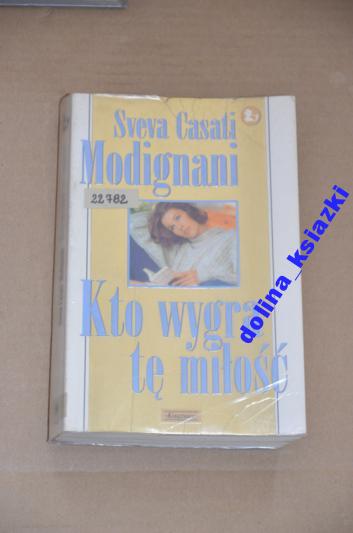 Sveva Casati
Modignani
22782
Kto wygra
tę miłość
dolina_ksiazki